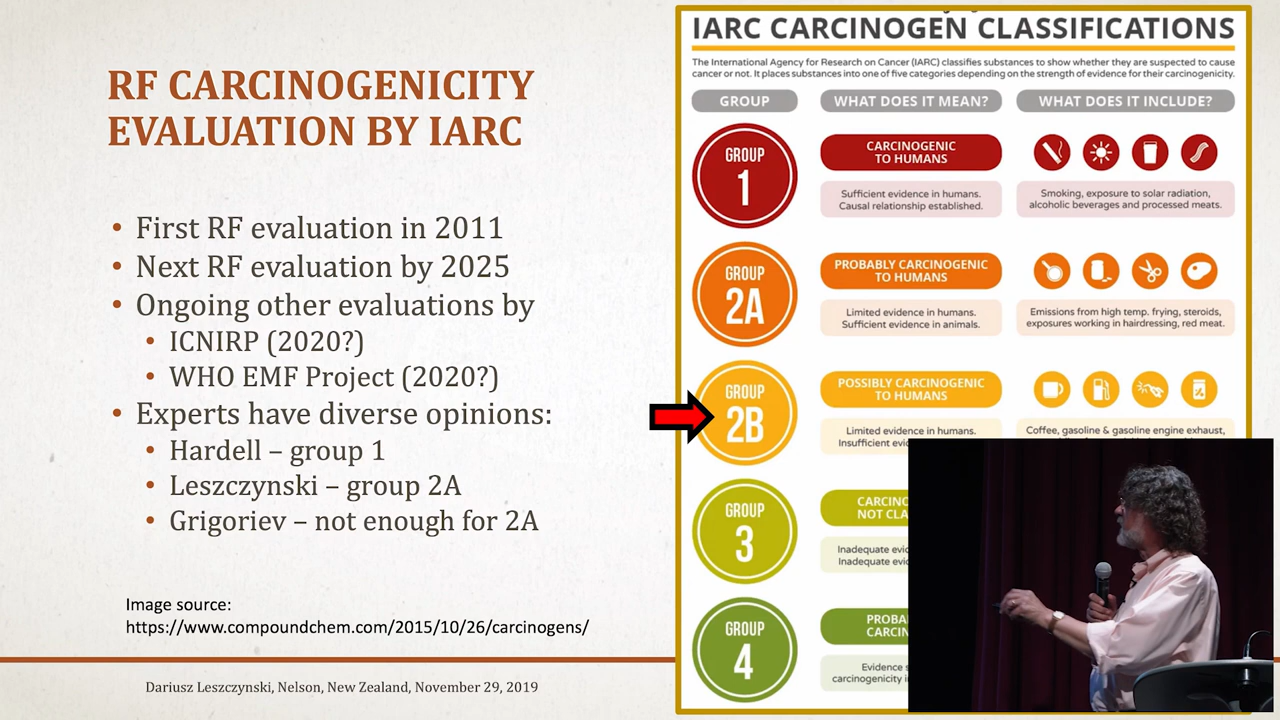 RF CARCINOGENICITY
EVALUATION BY IARC
• First RF evaluation in 2011
• Next RF evaluation by 2025
• Ongoing other evaluations by
• ICNIRP (2020?)
• WHO EMF Project (2020?)
• Experts have diverse opinions:
• Hardell – group 1
• Leszczynski – group 2A
• Grigoriev – not enough for 2A
Image source:
https://www.compoundchem.com/2015/10/26/carcinogens/
Dariusz Leszczynski, Nelson, New Zealand, November 29, 2019
IARC CARCINOGEN CLASSIFICATIONS
The International Agency for Research on Cancer (IARC) classifies substances to show whether they are suspected to cause
cancer or not. It places substances into one of five categories depending on the strength of evidence for their carcinogenicity.
GROUP
WHAT DOES IT MEAN?
WHAT DOES IT INCLUDE?
GROUP
1
CARCINOGENIC
TO HUMANS
Sufficient evidence in humans.
Causal relationship established.
Smoking, exposure to solar radiation,
alcoholic beverages and processed meats.
GROUP
2A
PROBABLY CARCINOGENIC
TO HUMANS
Limited evidence in humans.
Sufficient evidence in animals.
Emissions from high temp. frying, steroids,
exposures working in hairdressing, red meat.
GROUP
2B
POSSIBLY CARCINOGENIC
TO HUMANS
Limited evidence in humans.
Insufficient
Coffee, gasoline & gasoline engine exhaust,
GROUP
3
NOT
Inadequate
Inadequate
GROUP
4
Evidence
carcinogenicity